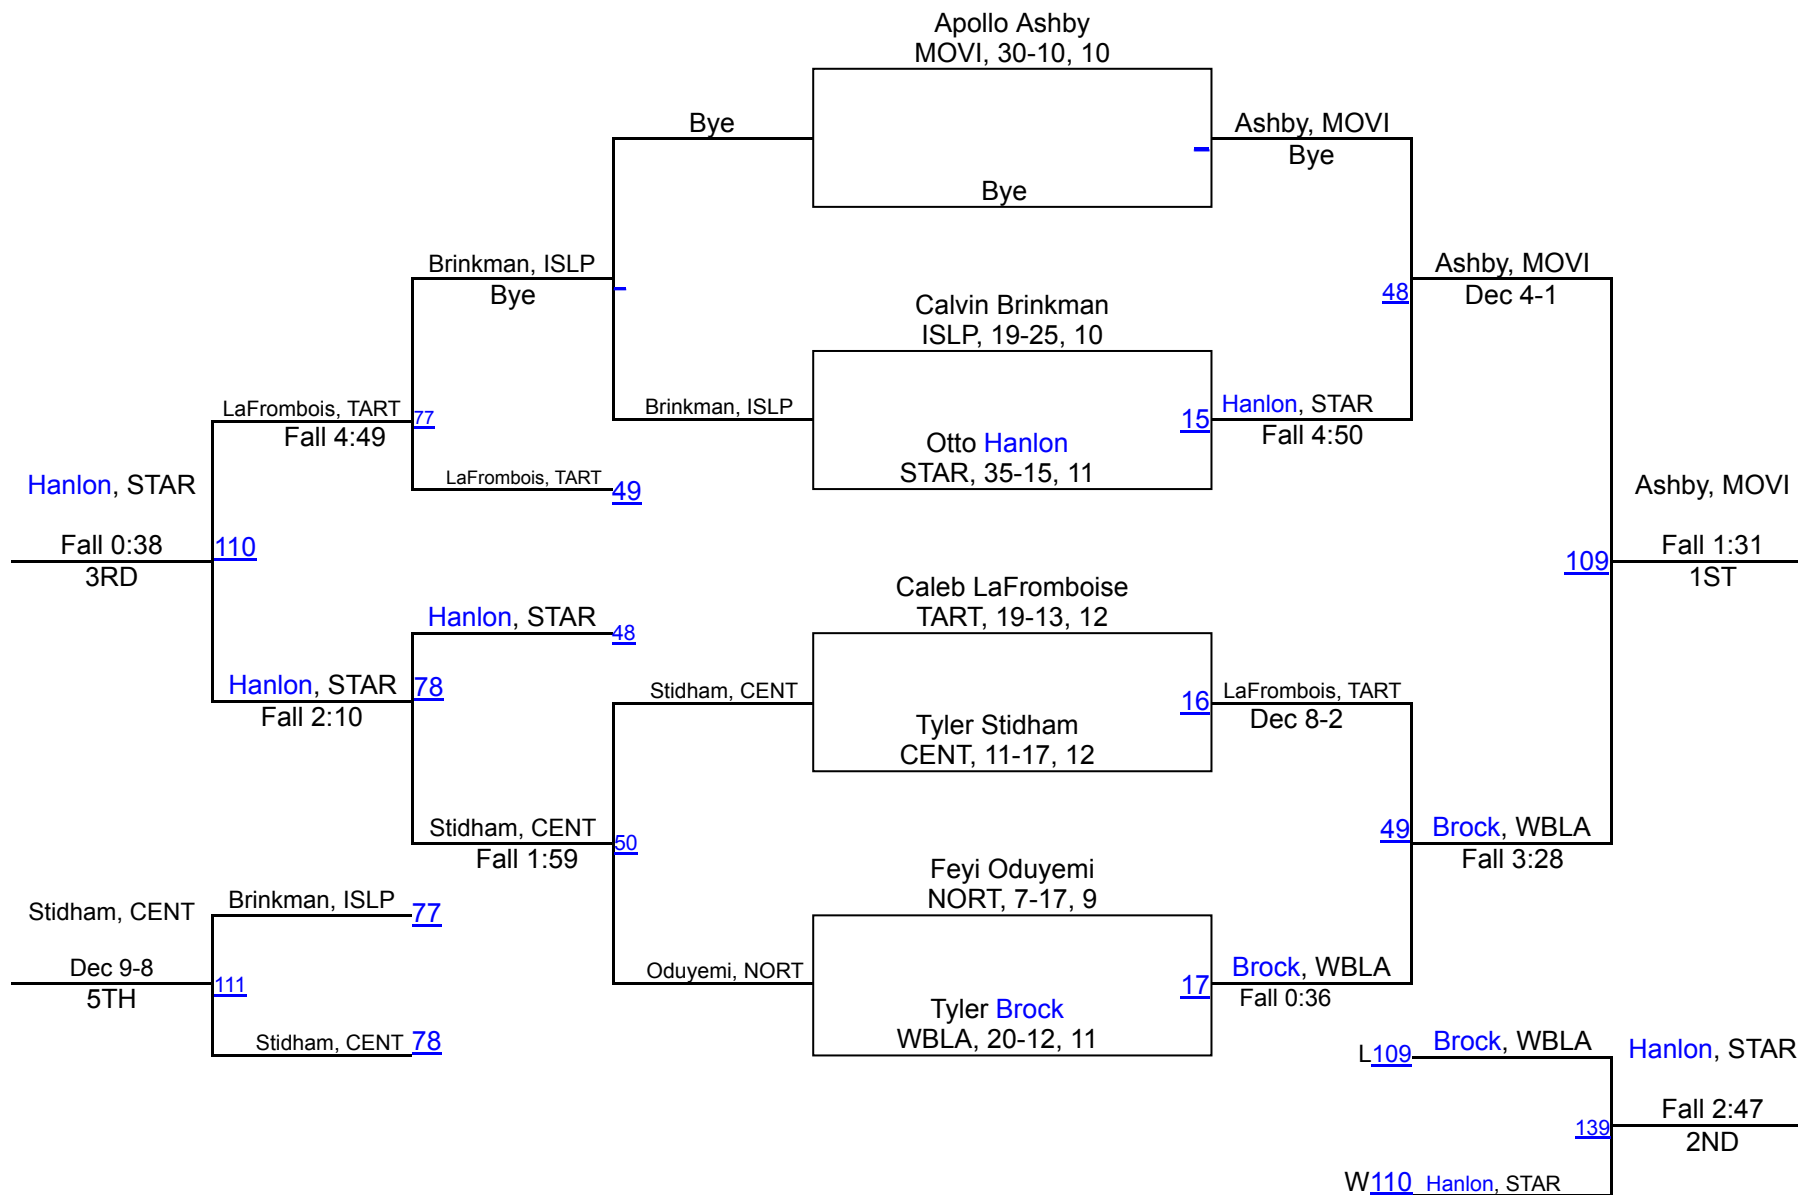 Apollo Ashby
MOVI, 30-10, 10
Bye
Ashby, MOVI
Bye
Bye
Brinkman, ISLP
Bye
Ashby, MOVI
48
Dec 4-1
Calvin Brinkman
ISLP, 19-25, 10
LaFrombois, TART
77
Fall 4:49
Brinkman, ISLP
15
Hanlon, STAR
Fall 4:50
Otto Hanlon
STAR, 35-15, 11
LaFrombois, TART
49
Hanlon, STAR
Fall 0:38
110
3RD
Ashby, MOVI
109
Fall 1:31
1ST
Caleb LaFromboise
TART, 19-13, 12
Hanlon, STAR
48
Hanlon, STAR
78
Fall 2:10
Stidham, CENT
16
LaFrombois, TART
Dec 8-2
Tyler Stidham
CENT, 11-17, 12
Stidham, CENT
50
Fall 1:59
49
Brock, WBLA
Fall 3:28
Feyi Oduyemi
NORT, 7-17, 9
Brinkman, ISLP
77
Stidham, CENT
Dec 9-8
111
5TH
Oduyemi, NORT
17
Brock, WBLA
Fall 0:36
Tyler Brock
WBLA, 20-12, 11
Stidham, CENT
78
L109
Brock, WBLA
Hanlon, STAR
139
Fall 2:47
2ND
W110
Hanlon, STAR